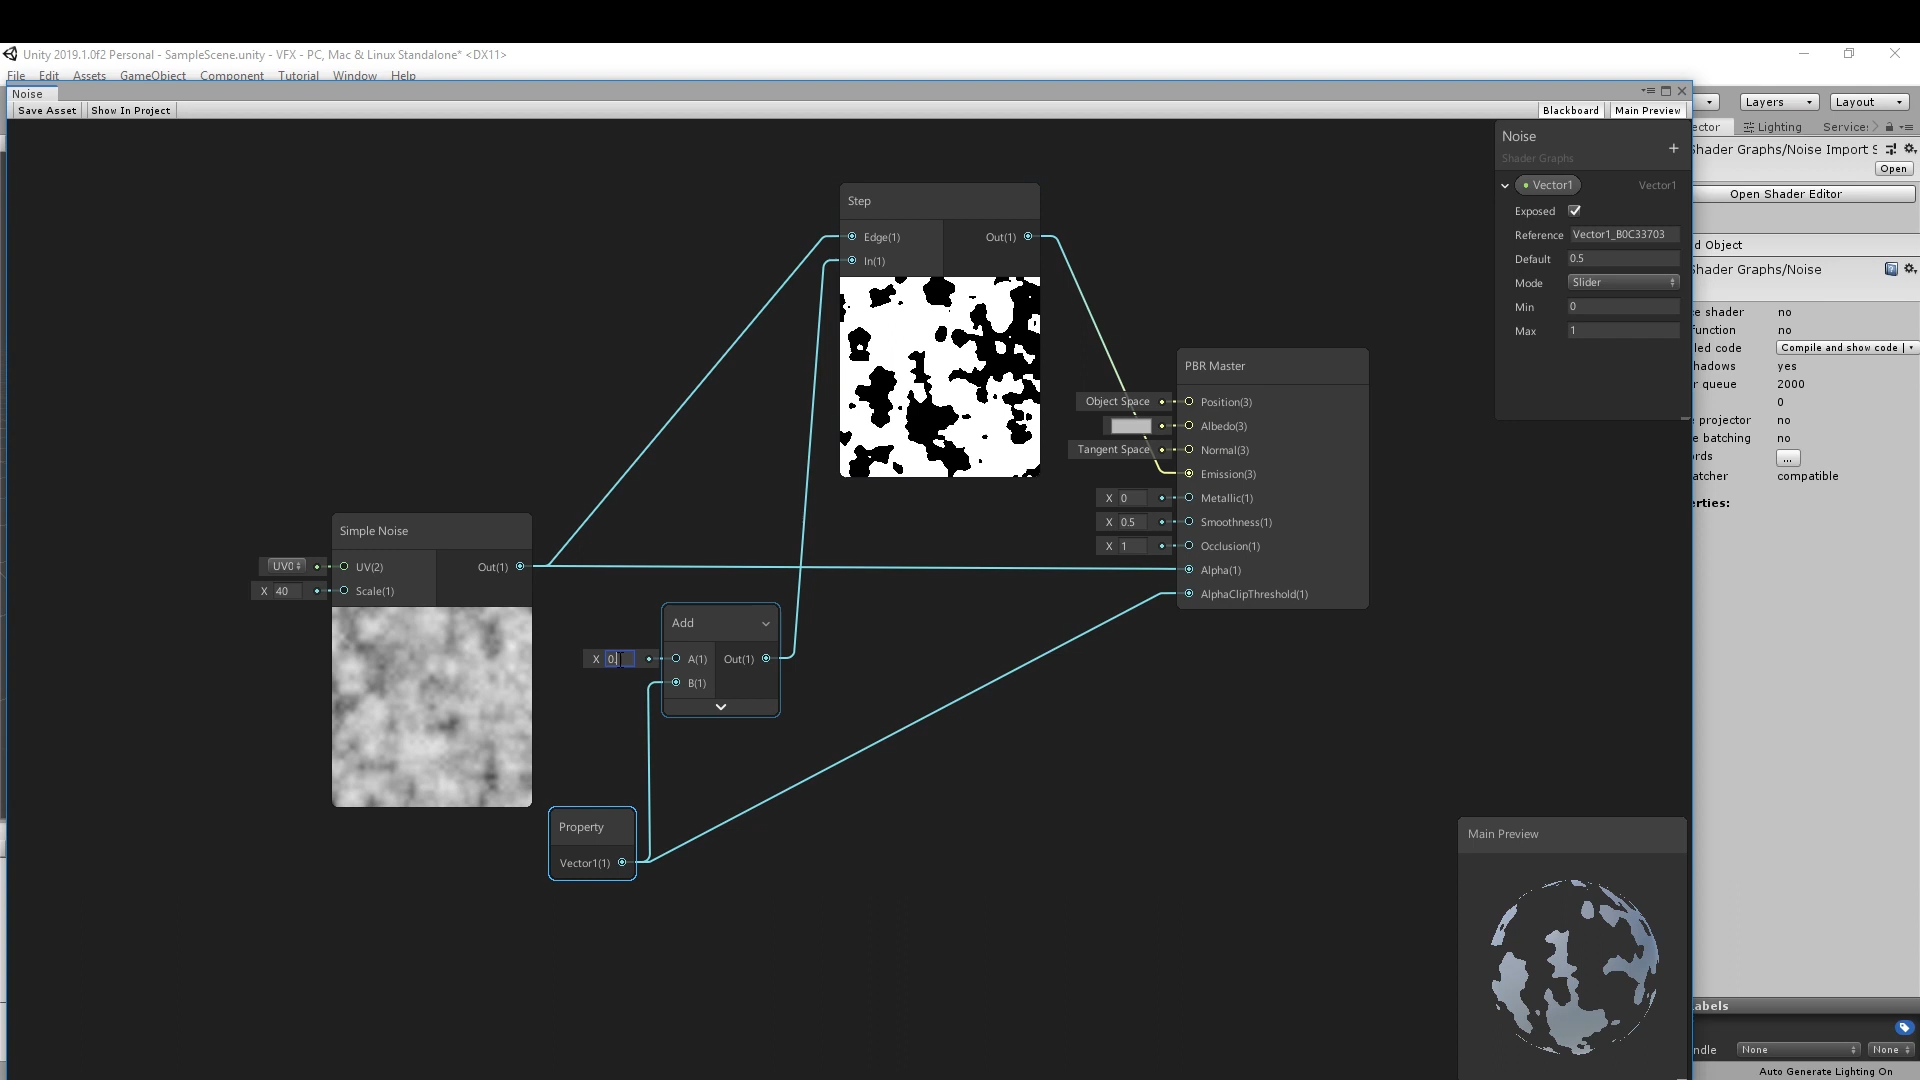 Unity 2019.1.0f2 Personal - SampleScene.unity - VFX - PC, Mac & Linux Standalone* <DX11>
File Edit Assets GameObject Component Tutorial Window Help
Noise
Save Asset Show In Project Blackboard Main Preview
Layers Layout
ector Lighting Service:
Noise
Shader Graphs
Vector1 Vector1
Exposed
Reference Vector1_B0C33703
Default 0.5
Mode Slider
Min 0
Max 1
Shader Graphs/Noise Import S
Open
Open Shader Editor
d Object
Shader Graphs/Noise
e shader no
function no
led code Compile and show code
hadows yes
r queue 2000
0
projector no
e batching no
rds ...
atcher compatible
erties:
Step
Edge(1) Out(1)
In(1)
PBR Master
Object Space Position(3)
Albedo(3)
Tangent Space Normal(3)
Emission(3)
X 0 Metallic(1)
X 0.5 Smoothness(1)
X 1 Occlusion(1)
Alpha(1)
AlphaClipThreshold(1)
Simple Noise
UV0 UV(2) Out(1)
X 40 Scale(1)
Add
X 0. A(1) Out(1)
B(1)
Property
Vector1(1)
Main Preview
abels
ndle None None
Auto Generate Lighting On